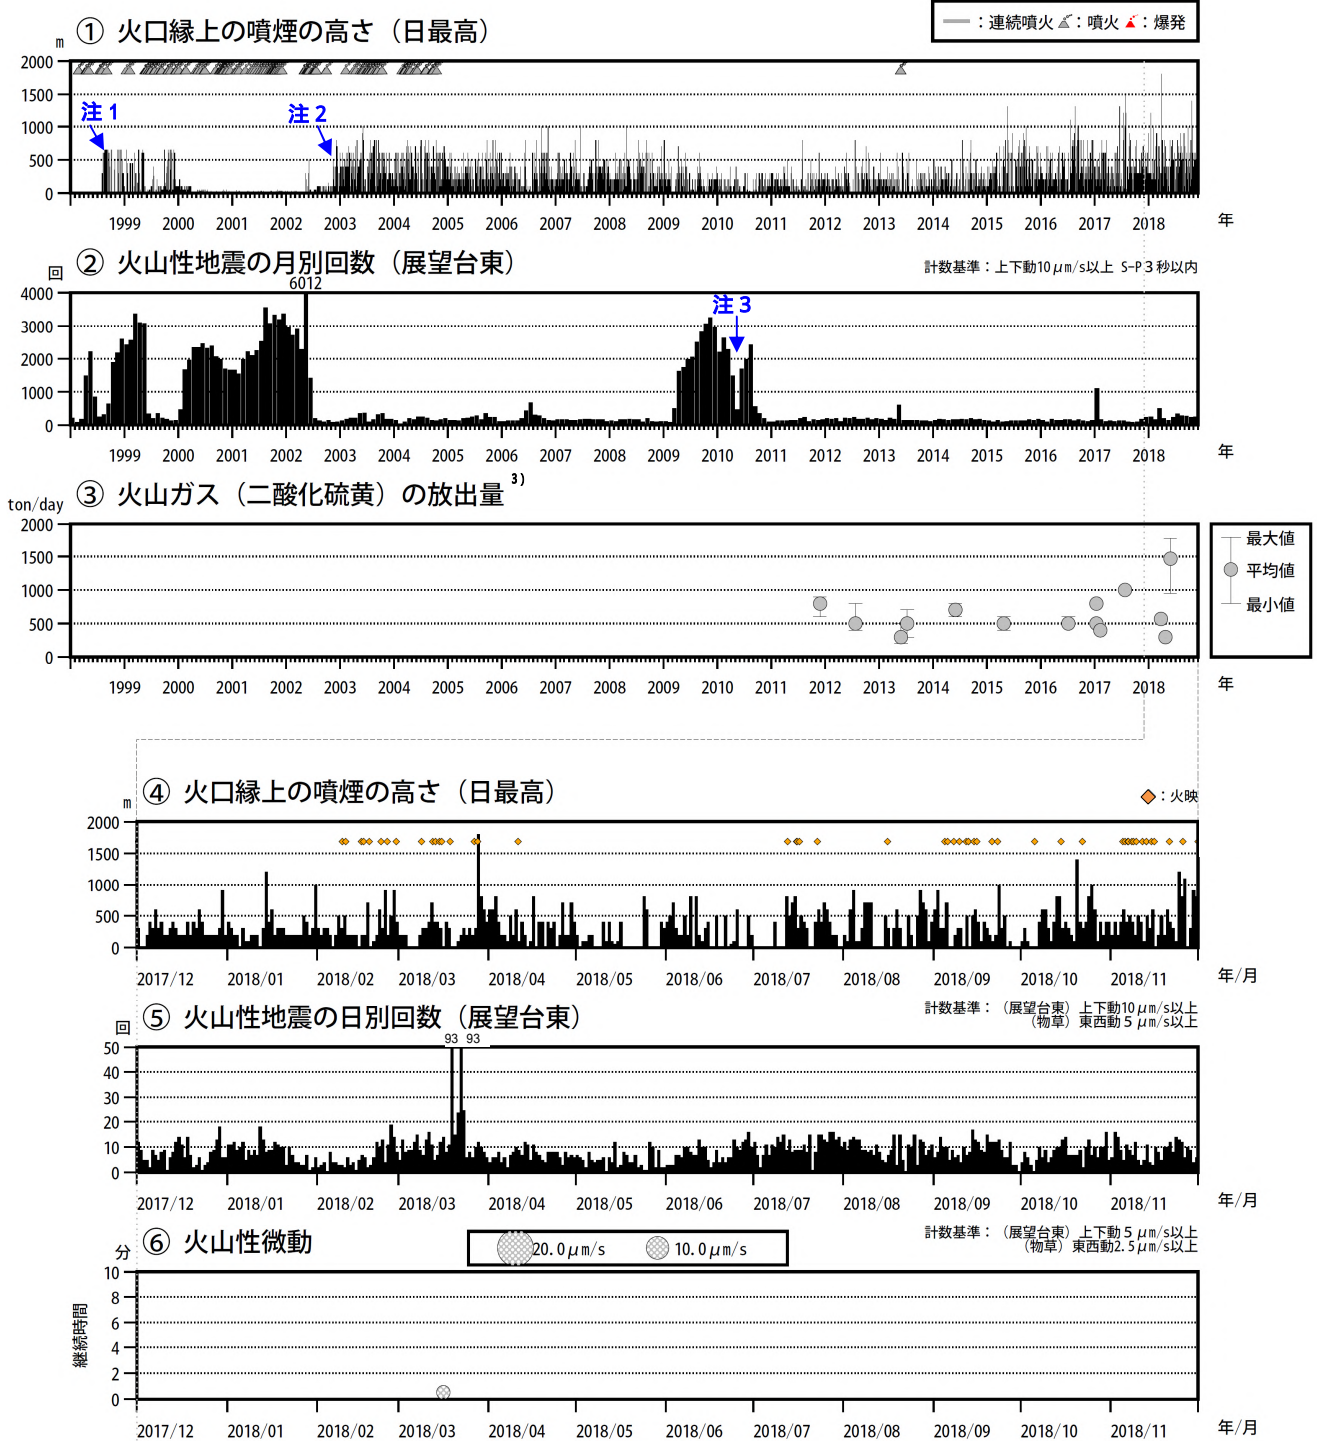 ① 火口縁上の噴煙の高さ（日最高）
：連続噴火 ：噴火 ：爆発
m
2000
1500
1000
500
0
注１
注２
1999 2000 2001 2002 2003 2004 2005 2006 2007 2008 2009 2010 2011 2012 2013 2014 2015 2016 2017 2018 年
② 火山性地震の月別回数（展望台東）
計数基準：上下動10μm/s以上 S-P３秒以内
回
6012
4000
3000
2000
1000
0
注３
1999 2000 2001 2002 2003 2004 2005 2006 2007 2008 2009 2010 2011 2012 2013 2014 2015 2016 2017 2018 年
③ 火山ガス（二酸化硫黄）の放出量 3)
ton/day
2000
1500
1000
500
0
最大値
平均値
最小値
1999 2000 2001 2002 2003 2004 2005 2006 2007 2008 2009 2010 2011 2012 2013 2014 2015 2016 2017 2018 年
④ 火口縁上の噴煙の高さ（日最高）
：火映
m
2000
1500
1000
500
0
2017/12 2018/01 2018/02 2018/03 2018/04 2018/05 2018/06 2018/07 2018/08 2018/09 2018/10 2018/11 年/月
⑤ 火山性地震の日別回数（展望台東）
計数基準：（展望台東）上下動10μm/s以上
（物草）東西動５μm/s以上
回
93 93
50
40
30
20
10
0
2017/12 2018/01 2018/02 2018/03 2018/04 2018/05 2018/06 2018/07 2018/08 2018/09 2018/10 2018/11 年/月
⑥ 火山性微動
20.0μm/s 10.0μm/s
計数基準：（展望台東）上下動５μm/s以上
（物草）東西動2.5μm/s以上
分
継続時間
10
8
6
4
2
0
2017/12 2018/01 2018/02 2018/03 2018/04 2018/05 2018/06 2018/07 2018/08 2018/09 2018/10 2018/11 年/月